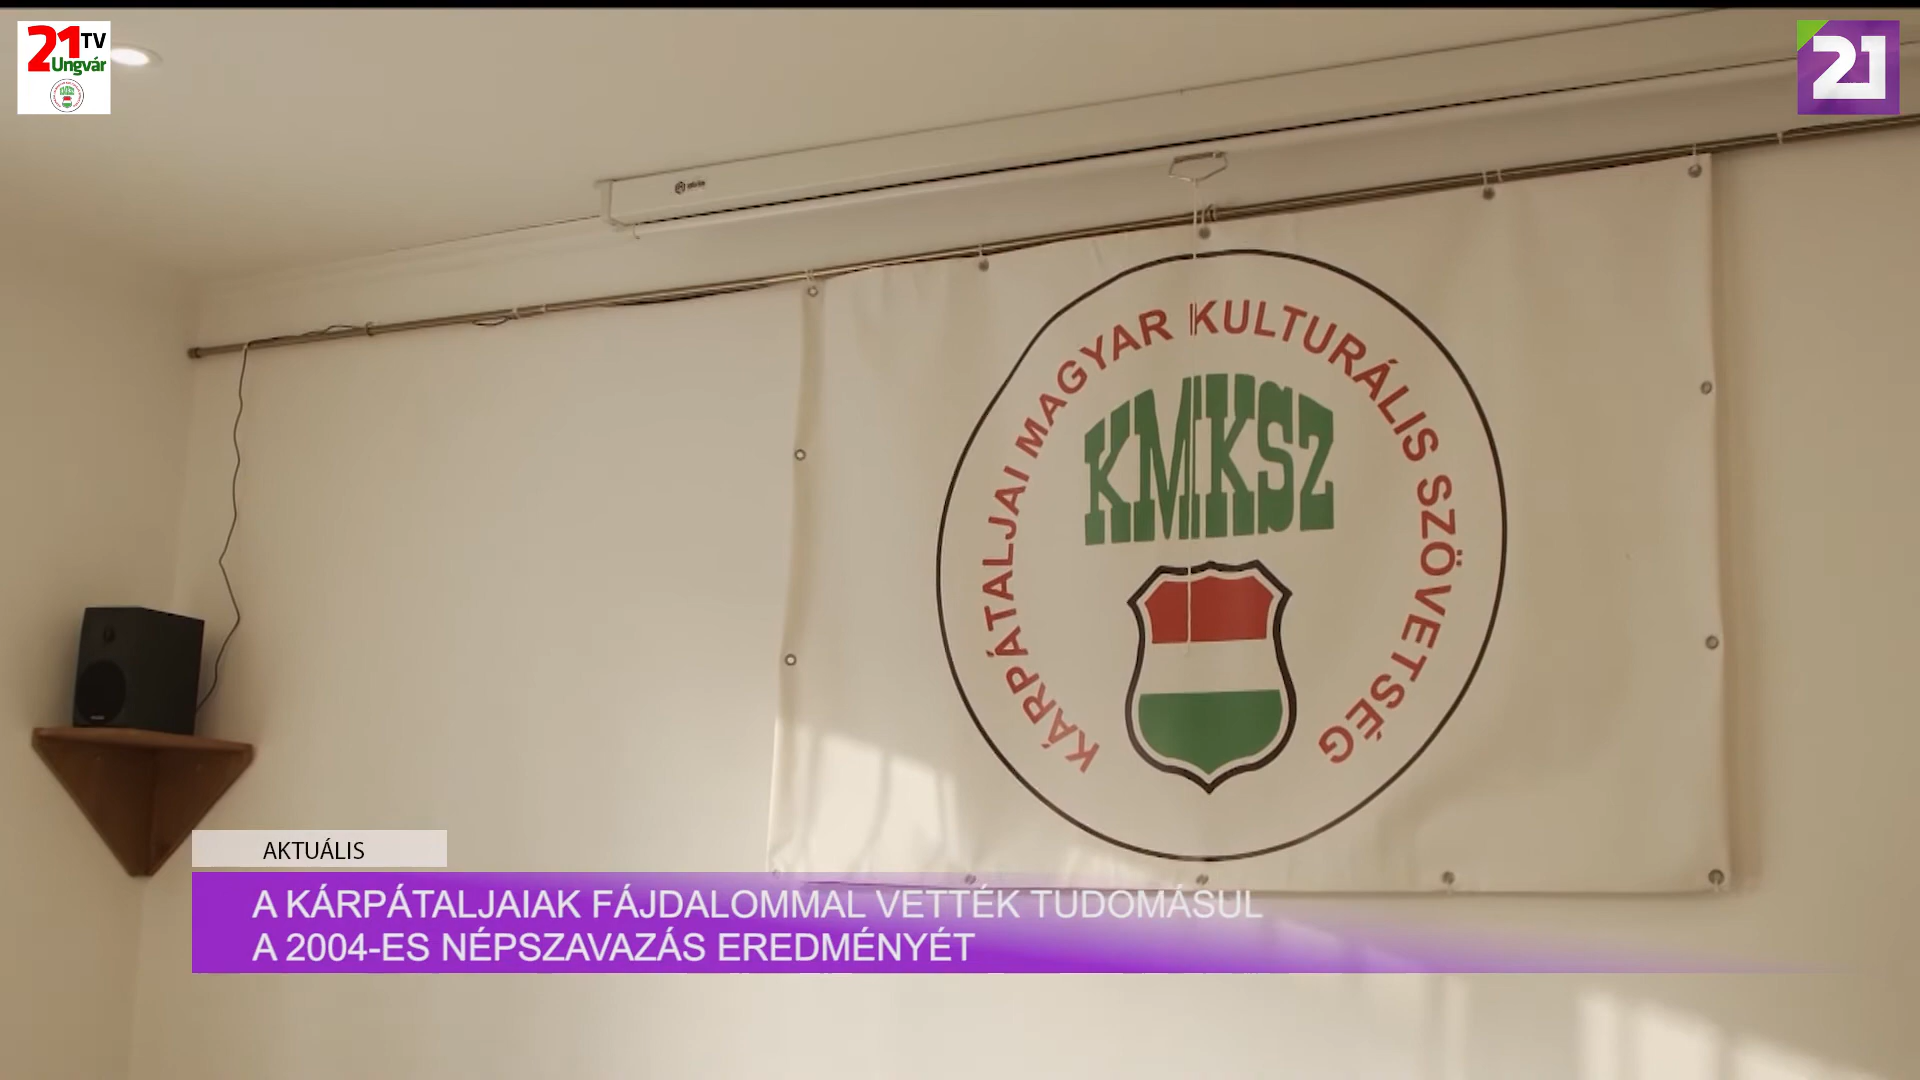 21 TV
Ungvár
21
KÁRPÁTALJAI MAGYAR KULTURÁLIS SZÖVETSÉG
KMKSZ
AKTUÁLIS
A KÁRPÁTALJAIAK FÁJDALOMMAL VETTÉK TUDOMÁSUL
A 2004-ES NÉPSZAVAZÁS EREDMÉNYÉT